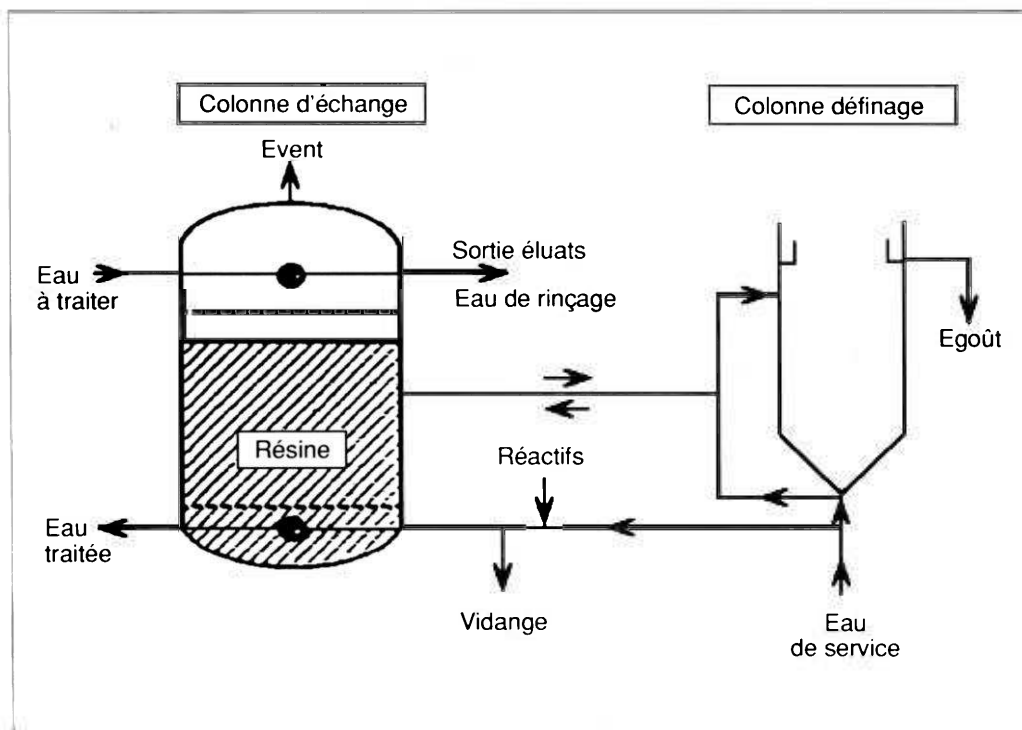 Colonne d'échange
Colonne définage
Event
Eau
à traiter
Sortie éluats
Eau de rinçage
Egoût
Résine
Réactifs
Eau
traitée
Vidange
Eau
de service